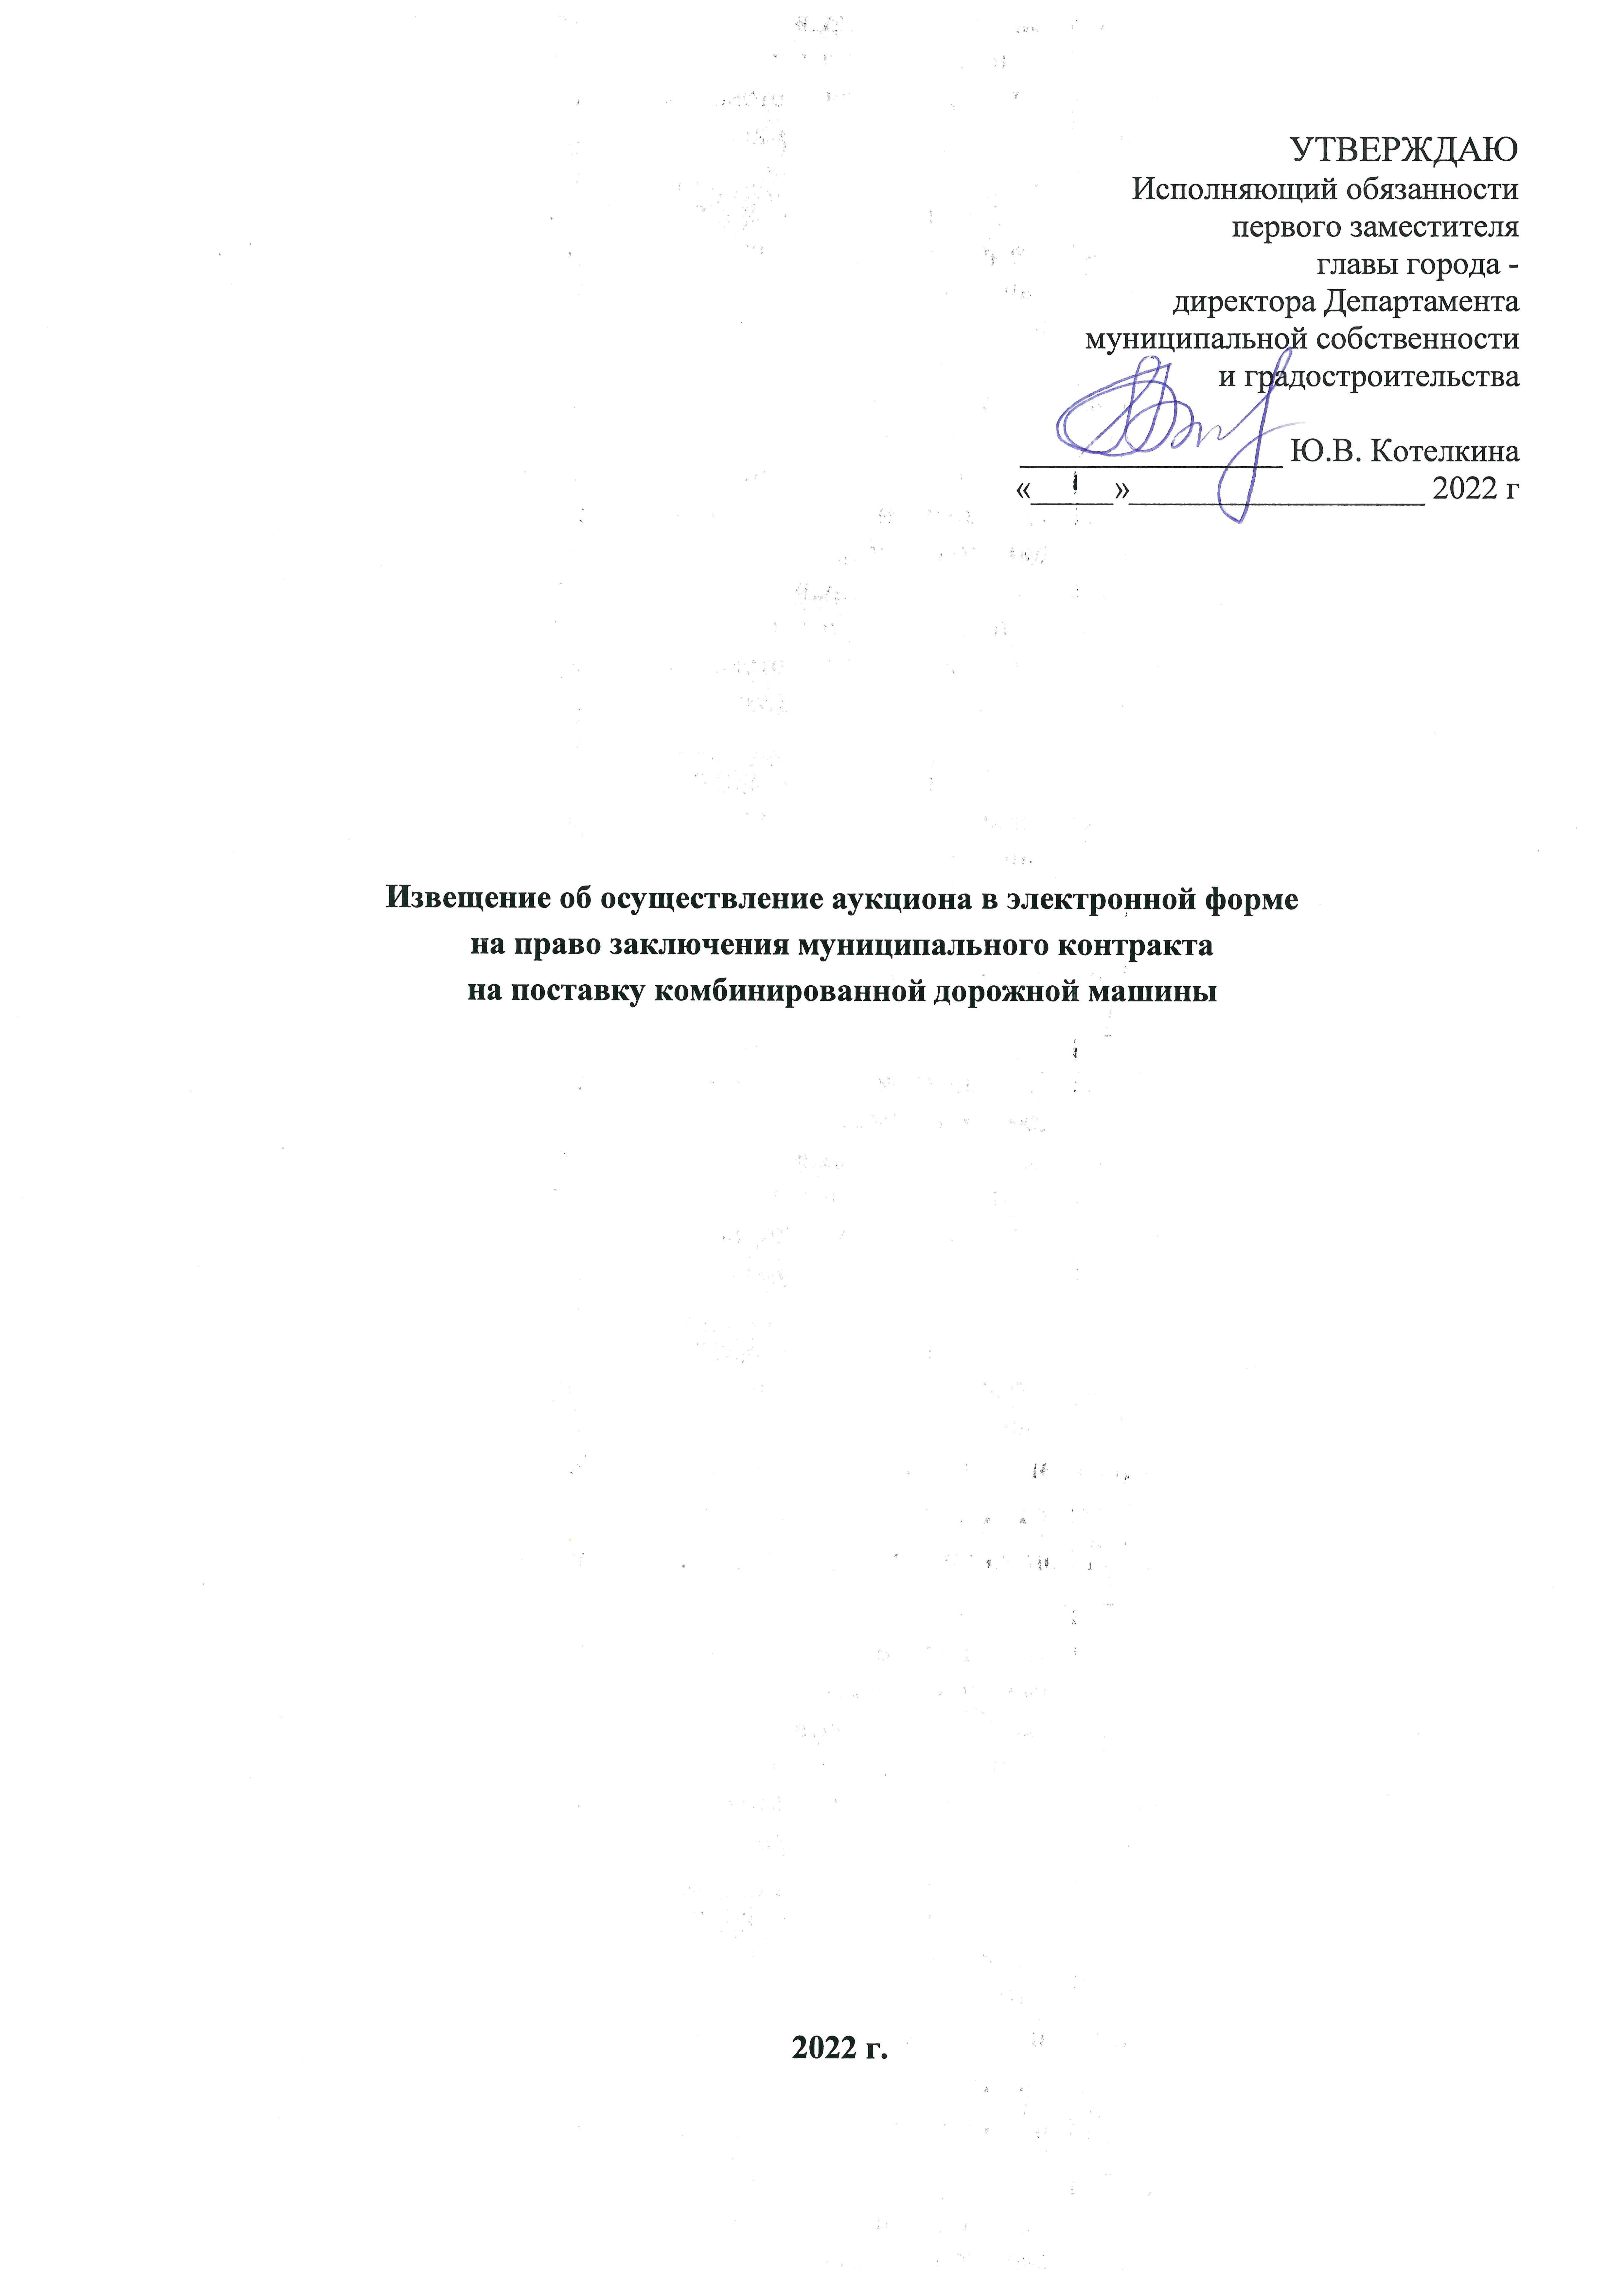 УТВЕРЖДАЮ
Исполняющий обязанности
первого заместителя
главы города -
директора Департамента
муниципальной собственности
и градостроительства
________________ Ю.В. Котелкина
«_____»__________________ 2022 г
Извещение об осуществление аукциона в электронной форме
на право заключения муниципального контракта
на поставку комбинированной дорожной машины
2022 г.